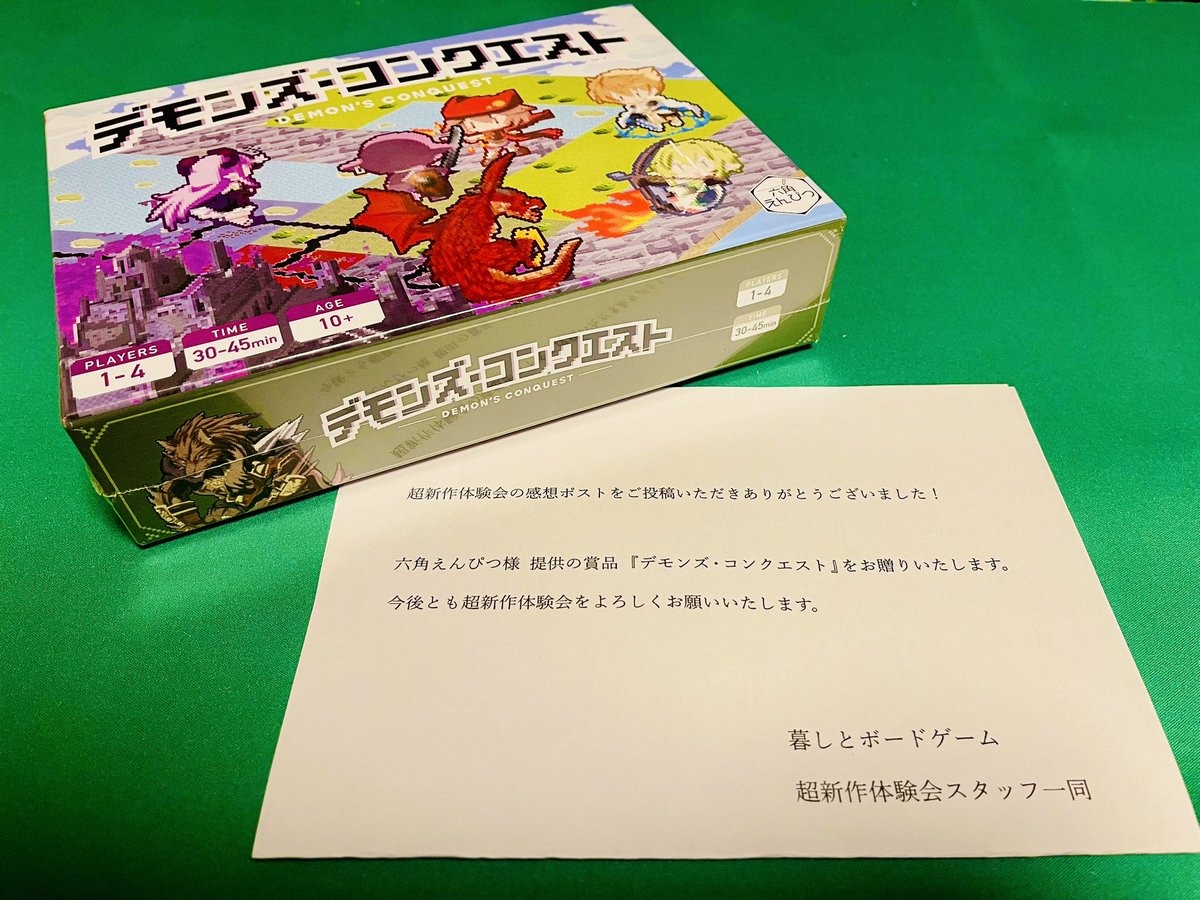 デモンズ・コンクエスト
DEMON'S CONQUEST
六角
えんぴつ
PLAYERS
1-4
TIME
30-45min
AGE
10+
デモンズ・コンクエスト
DEMON'S CONQUEST
PLAYERS
1-4
TIME
30-45min
超新作体験会の感想ポストをご投稿いただきありがとうございました！
六角えんぴつ様 提供の賞品『デモンズ・コンクエスト』をお贈りいたします。
今後とも超新作体験会をよろしくお願いいたします。
暮しとボードゲーム
超新作体験会スタッフ一同